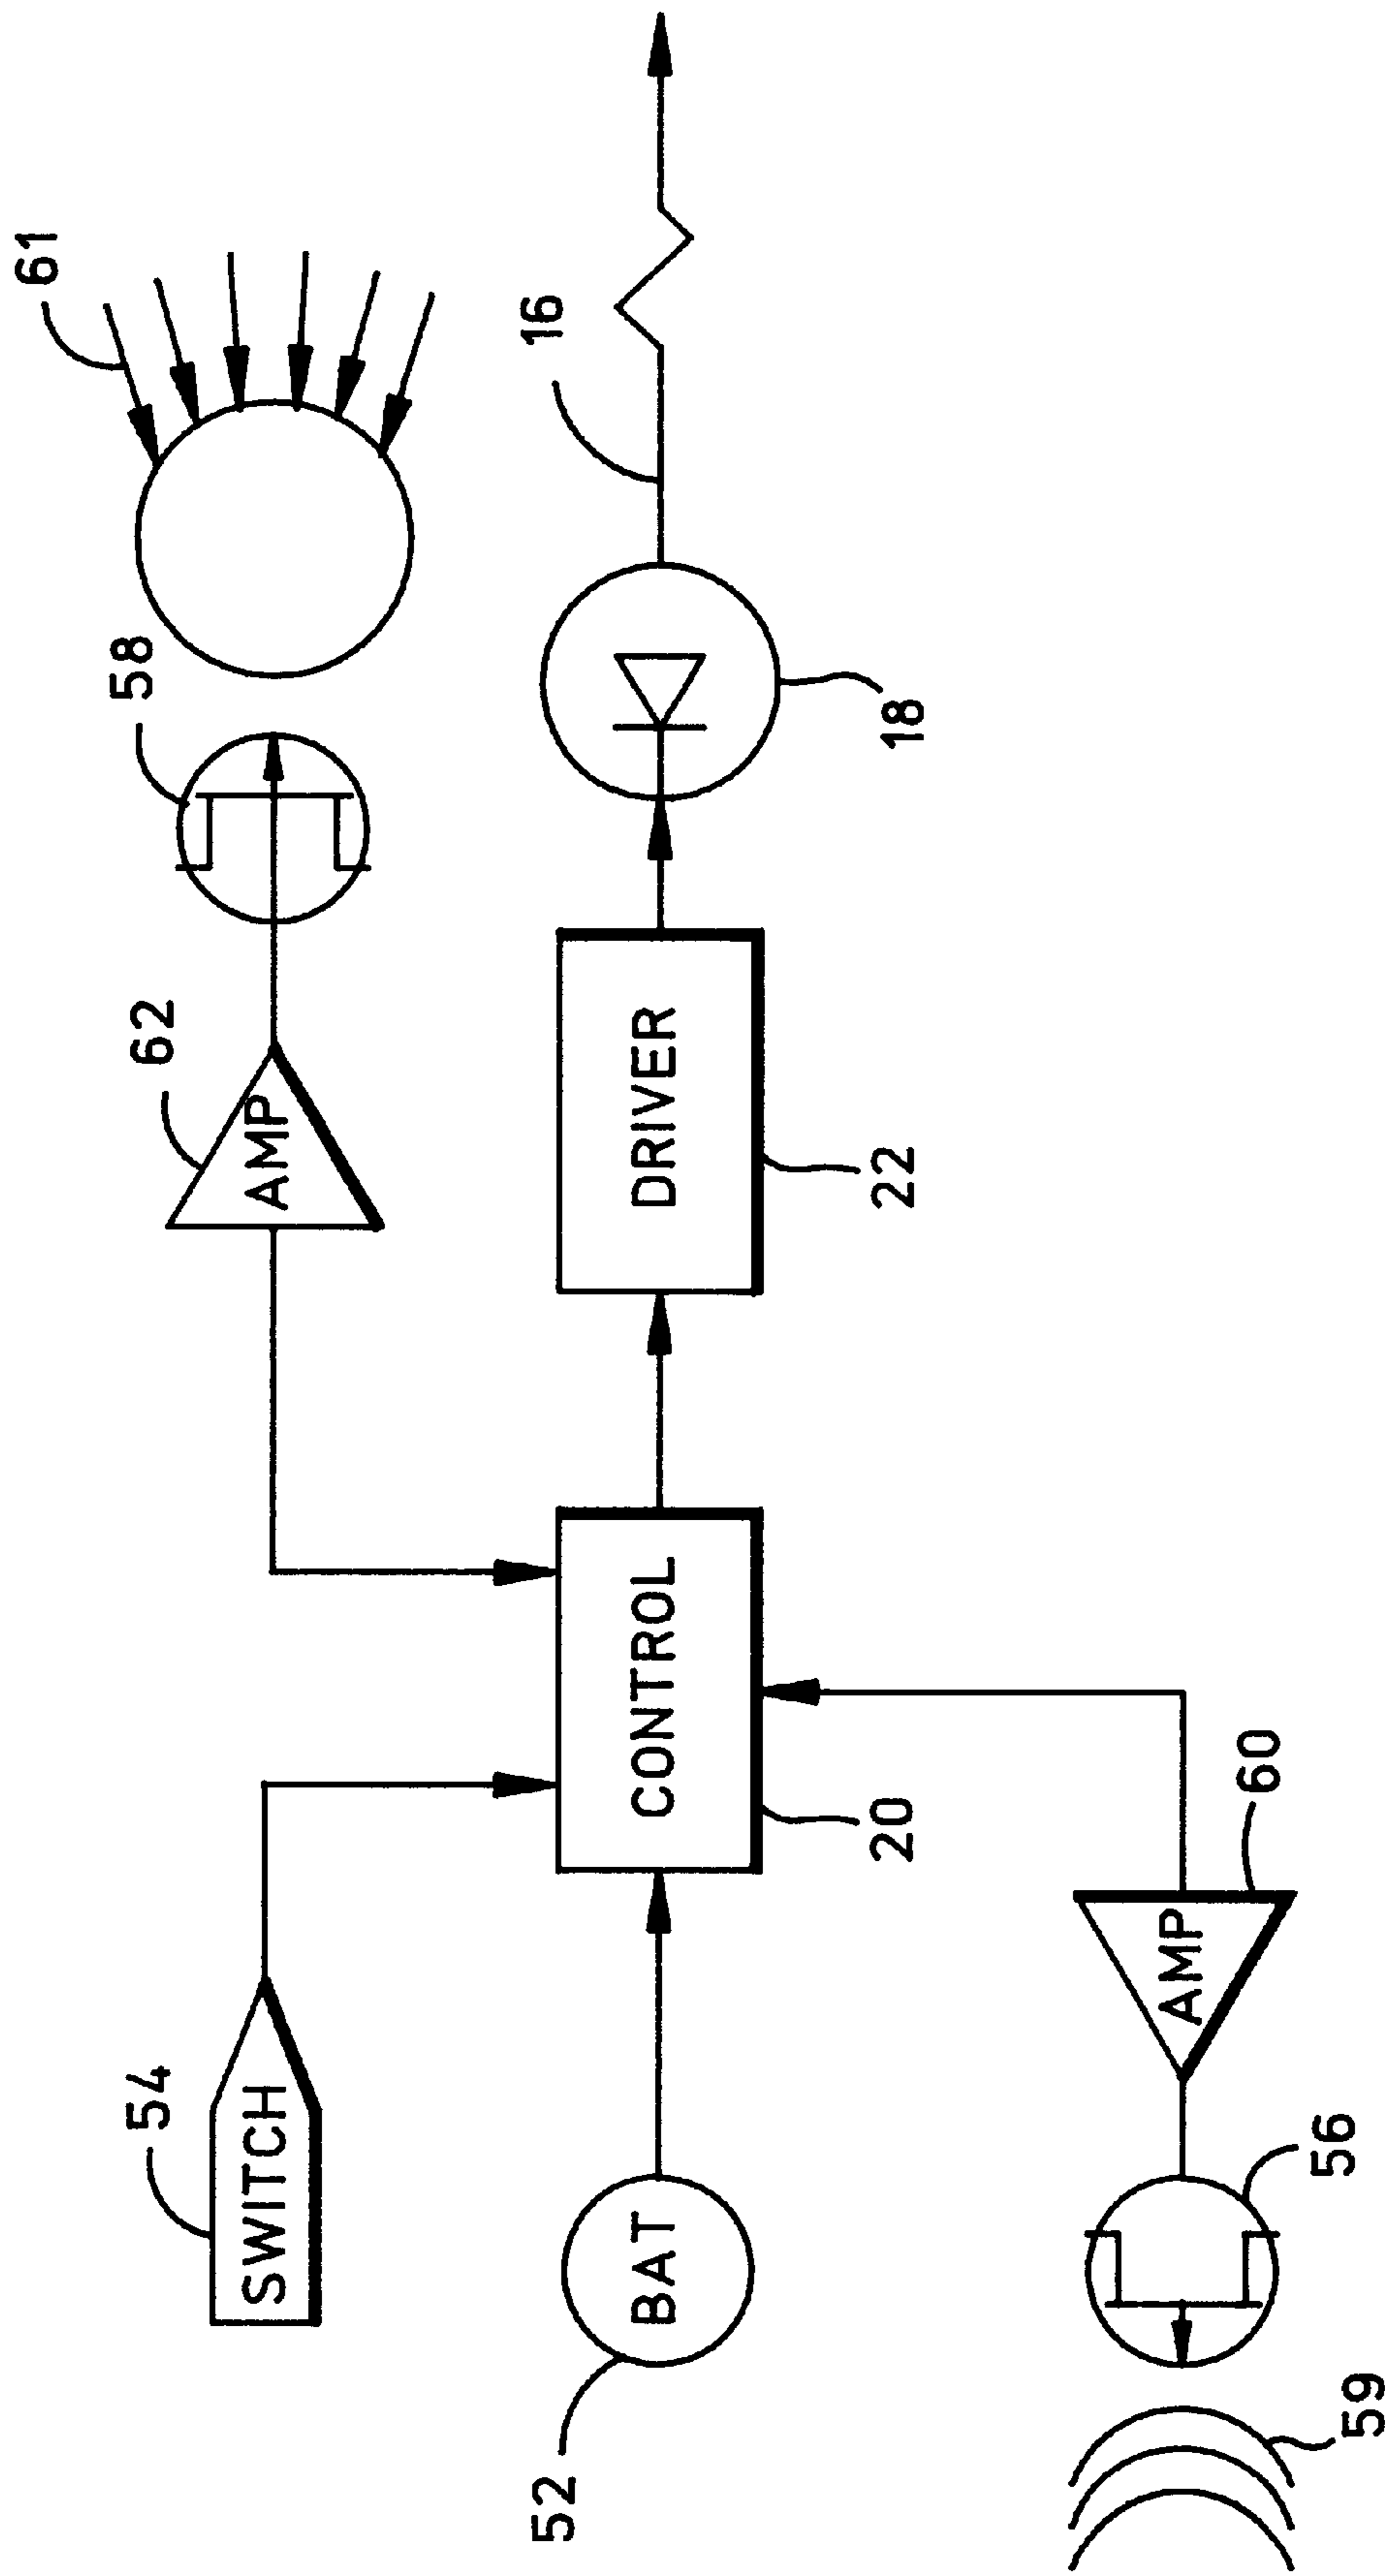 61
58
62
AMP
16
18
DRIVER
22
54
SWITCH
CONTROL
20
52
BAT
60
AMP
56
59